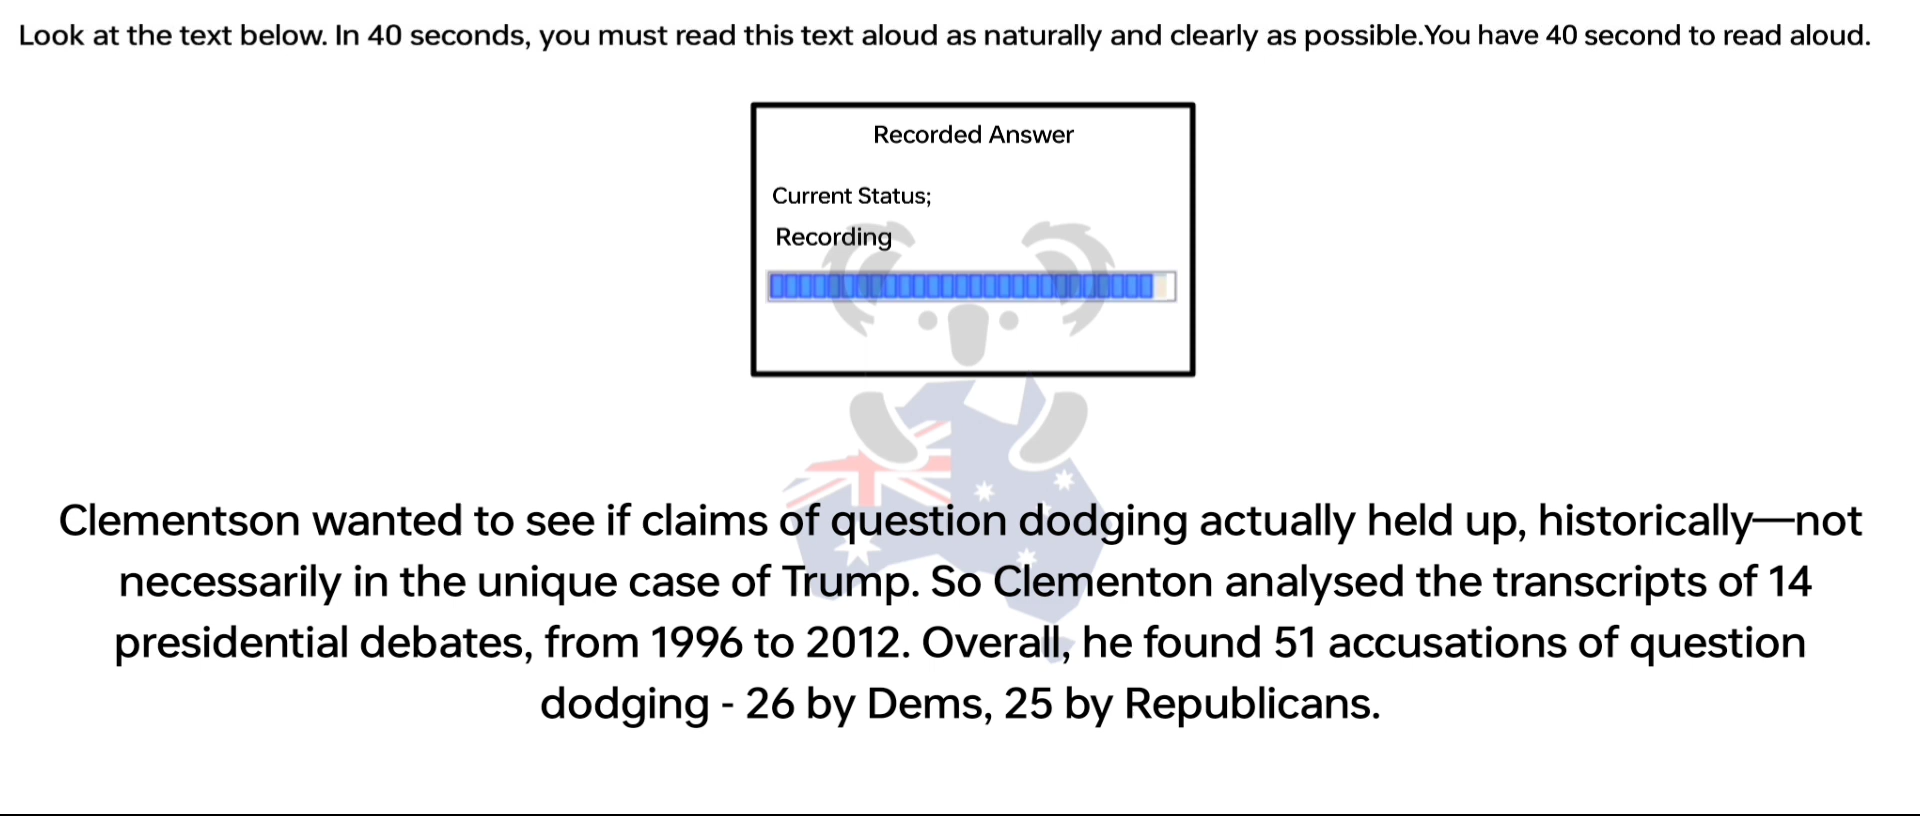 Look at the text below. In 40 seconds, you must read this text aloud as naturally and clearly as possible.You have 40 second to read aloud.
Recorded Answer
Current Status;
Recording
Clementson wanted to see if claims of question dodging actually held up, historically—not
necessarily in the unique case of Trump. So Clementon analysed the transcripts of 14
presidential debates, from 1996 to 2012. Overall, he found 51 accusations of question
dodging - 26 by Dems, 25 by Republicans.